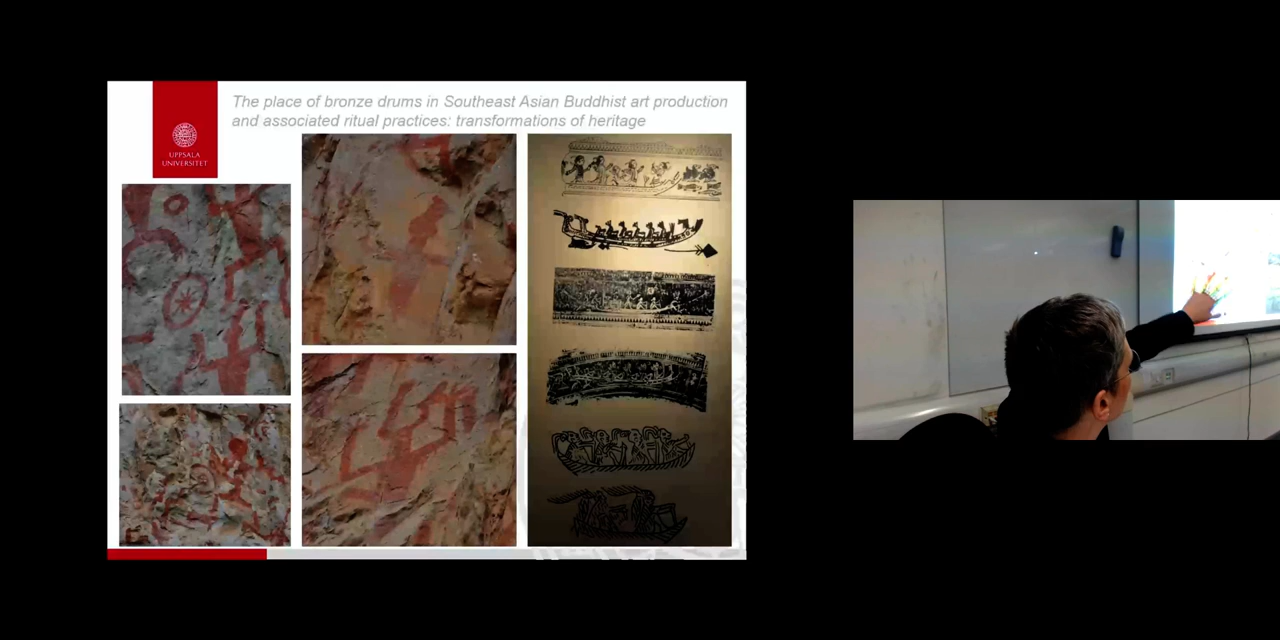 The place of bronze drums in Southeast Asian Buddhist art production
and associated ritual practices: transformations of heritage
UPPSALA
UNIVERSITET